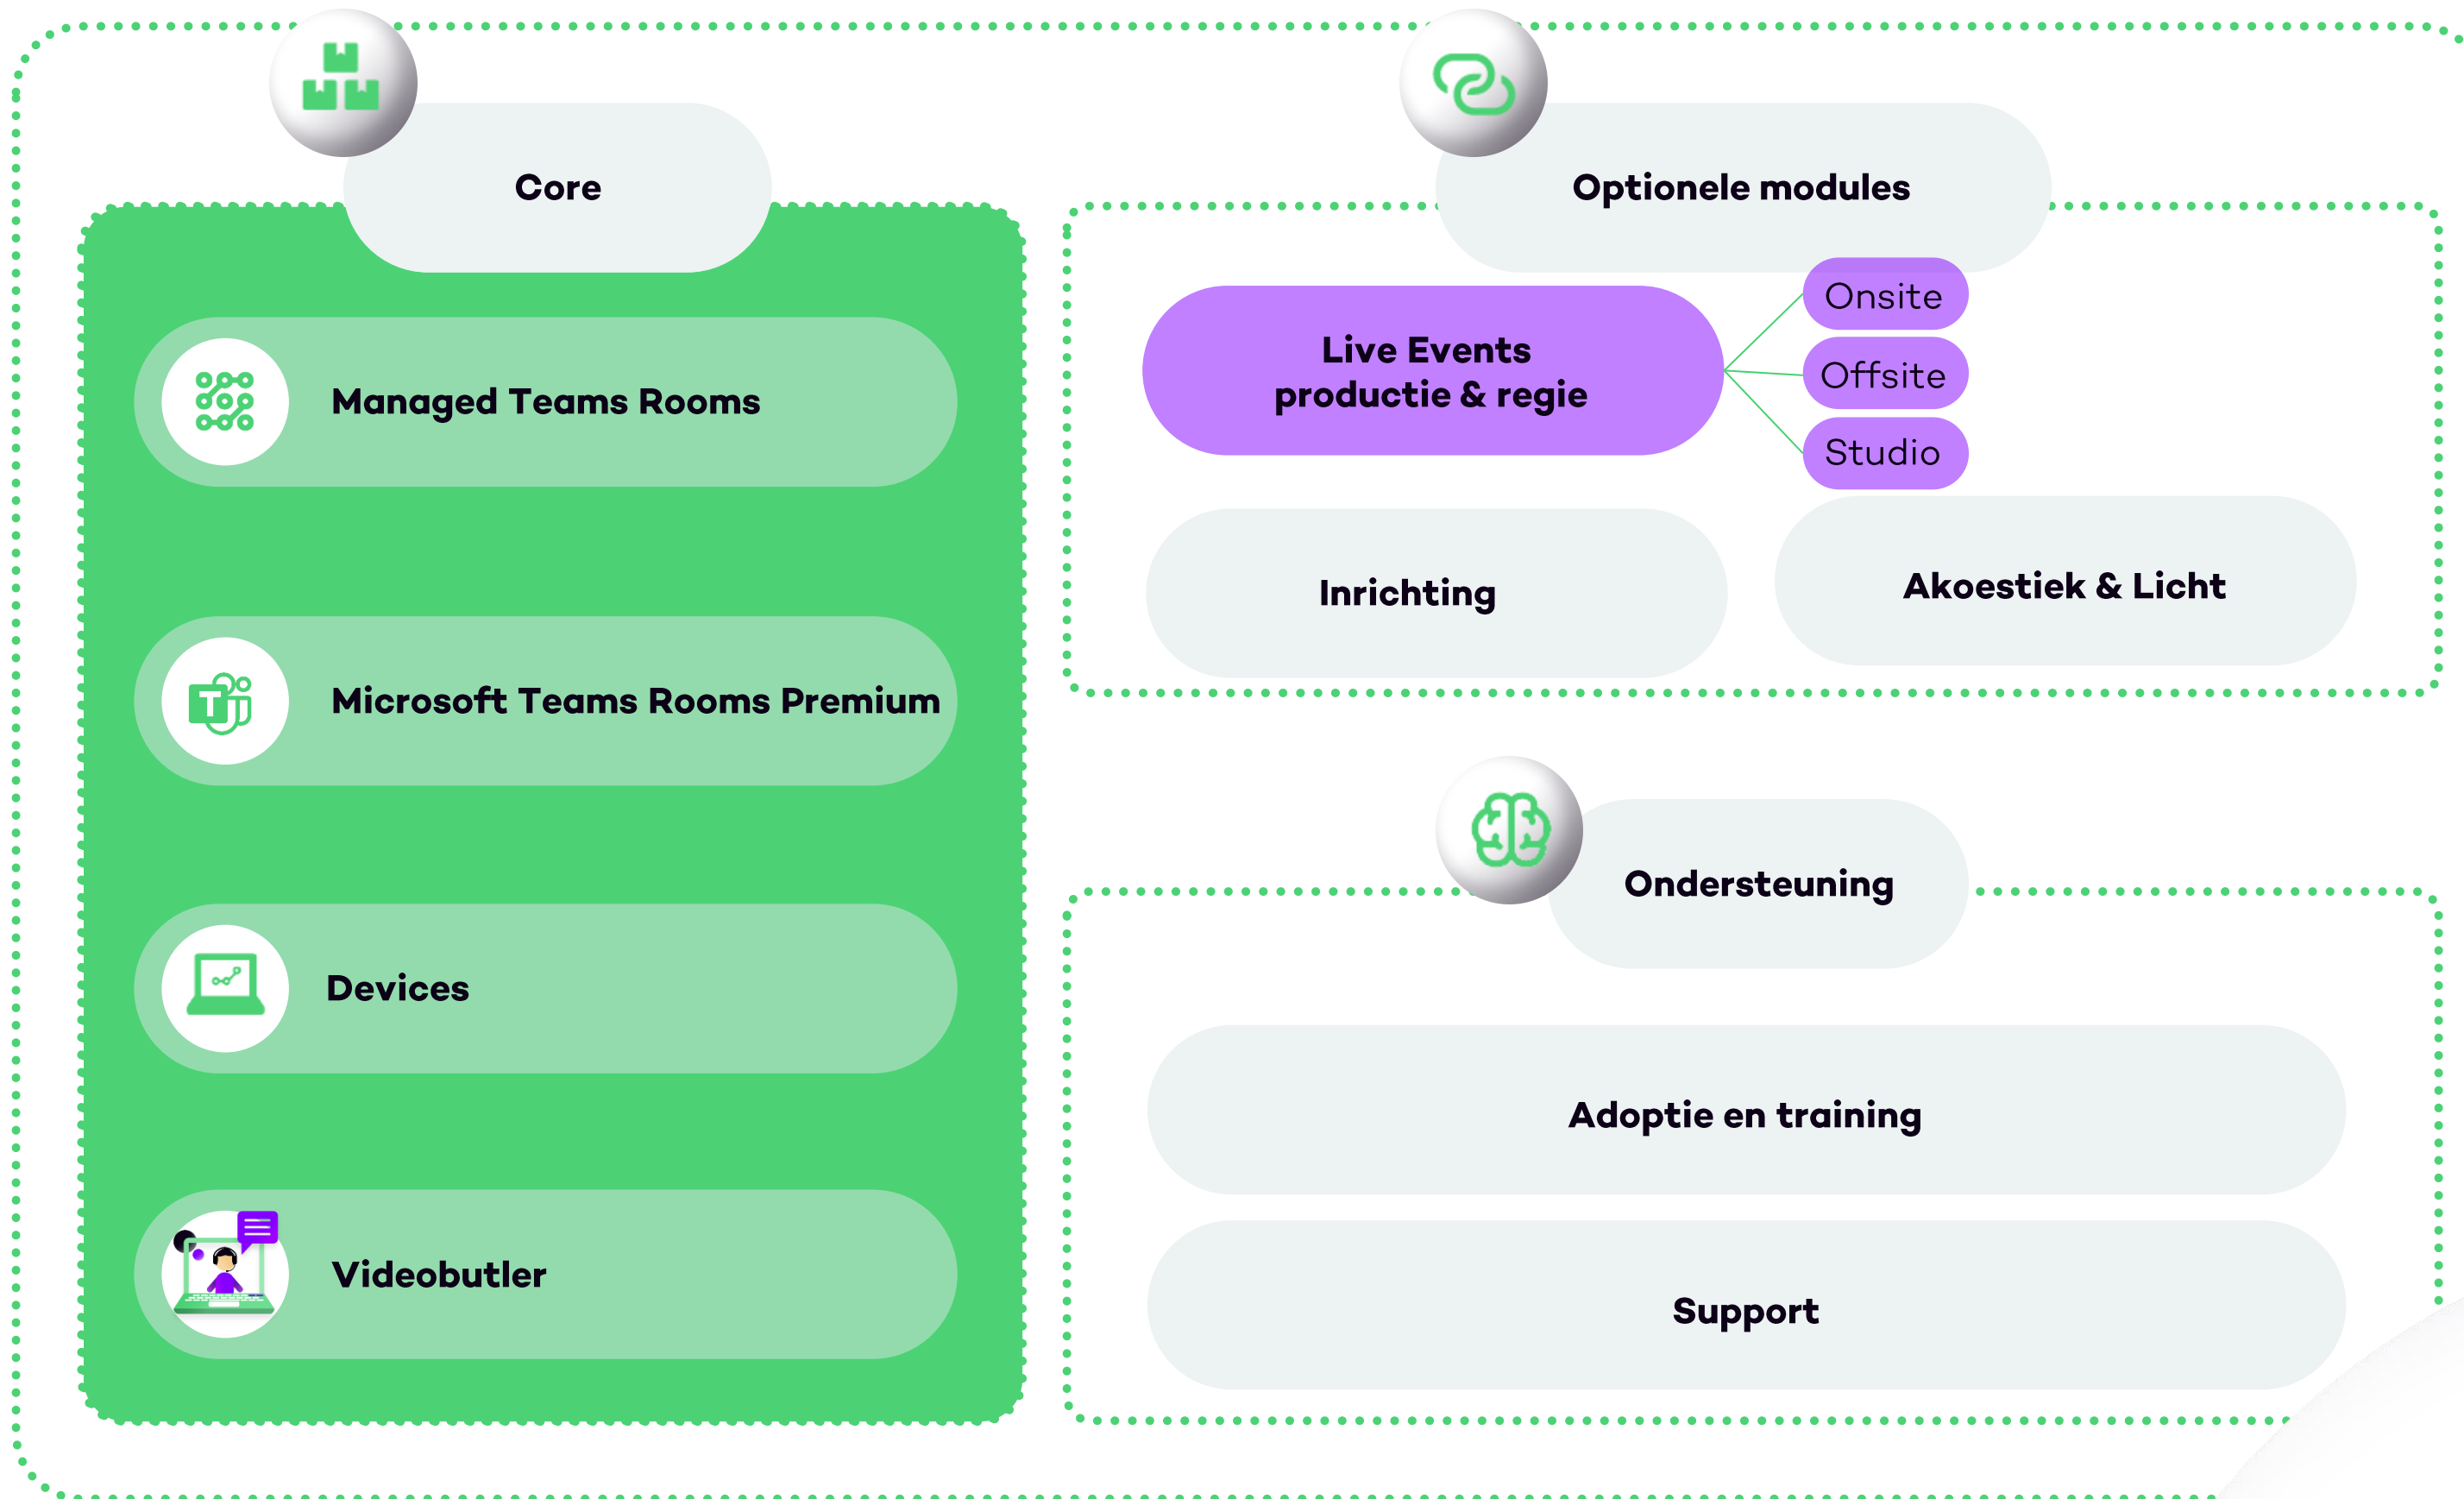 Core
Managed Teams Rooms
Microsoft Teams Rooms Premium
Devices
Videobutler
Optionele modules
Live Events
productie & regie
Onsite
Offsite
Studio
Inrichting
Akoestiek & Licht
Ondersteuning
Adoptie en training
Support